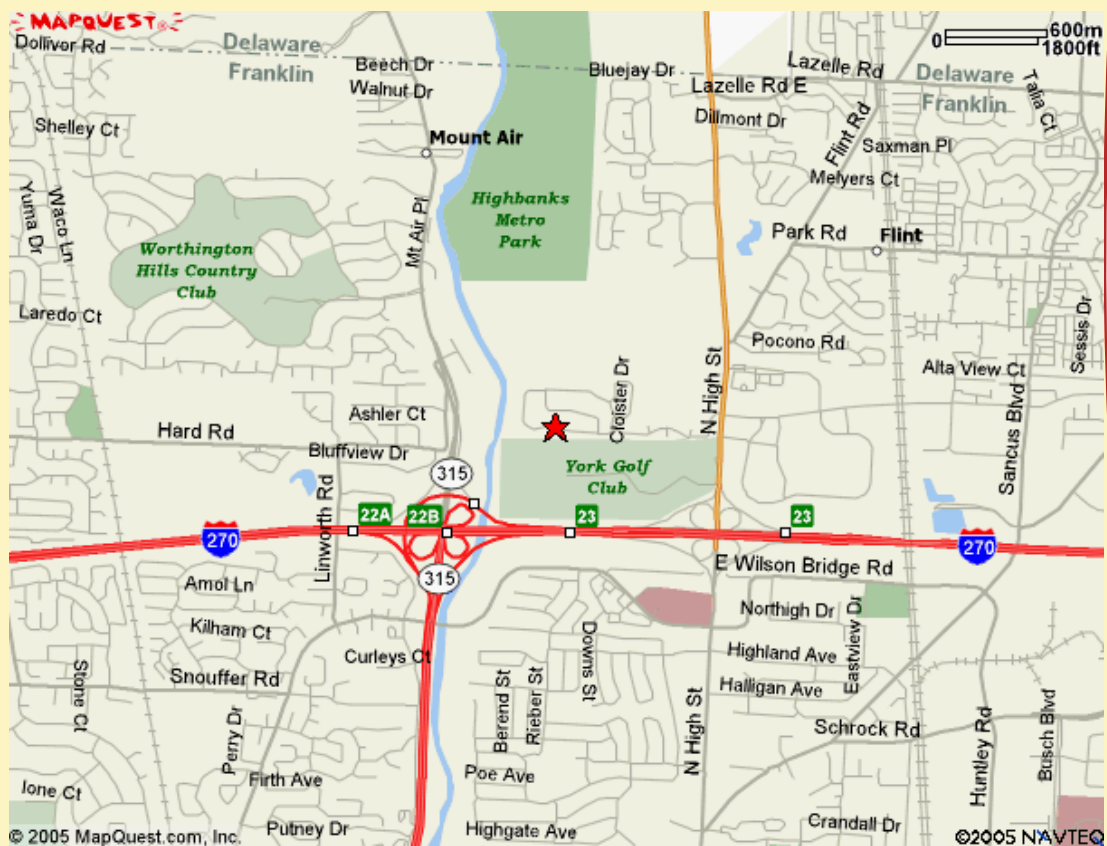 MAPQUEST
Dollivor Rd
Delaware
Franklin
Beech Dr
Walnut Dr
Bluejay Dr
Lazelle Rd
0
600m
1800ft
Delaware
Franklin
Talia Ct
Lazelle Rd E
Dillmont Dr
Flint Rd
Saxman Pl
Shelley Ct
Mount Air
Melyers Ct
Yuma Dr
Waco Ln
Mt Air Pl
Highbanks
Metro
Park
Park Rd
Flint
Worthington
Hills Country
Club
Laredo Ct
Pocono Rd
Sessis Dr
Alta View Ct
N High St
Cloister Dr
Sancus Blvd
Ashler Ct
Hard Rd
Bluffview Dr
315
York Golf
Club
Linworth Rd
22A
22B
23
23
270
270
315
E Wilson Bridge Rd
Amol Ln
Northigh Dr
Eastview Dr
Kilham Ct
Downs St
Highland Ave
Curleys Ct
Stone Ct
Snouffer Rd
Berend St
Rieber St
Halligan Ave
Perry Dr
N High St
Schrock Rd
Huntley Rd
Busch Blvd
Firth Ave
Poe Ave
Ione Ct
Putney Dr
Highgate Ave
Crandall Dr
© 2005 MapQuest.com, Inc.
©2005 NAVTEQ